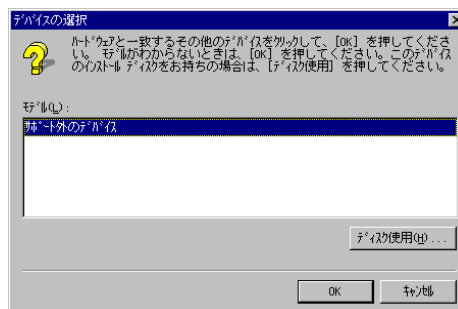 デバイスの選択
ハードウェアと一致するその他のデバイスをクリックして、[OK] を押してくださ
い。 モデルがわからないときは、[OK] を押してください。このデバイス
のインストール ディスクをお持ちの場合は、[ディスク使用] を押してください。
モデル(L):
サポート外のデバイス
ディスク使用(H)...
OK
キャンセル